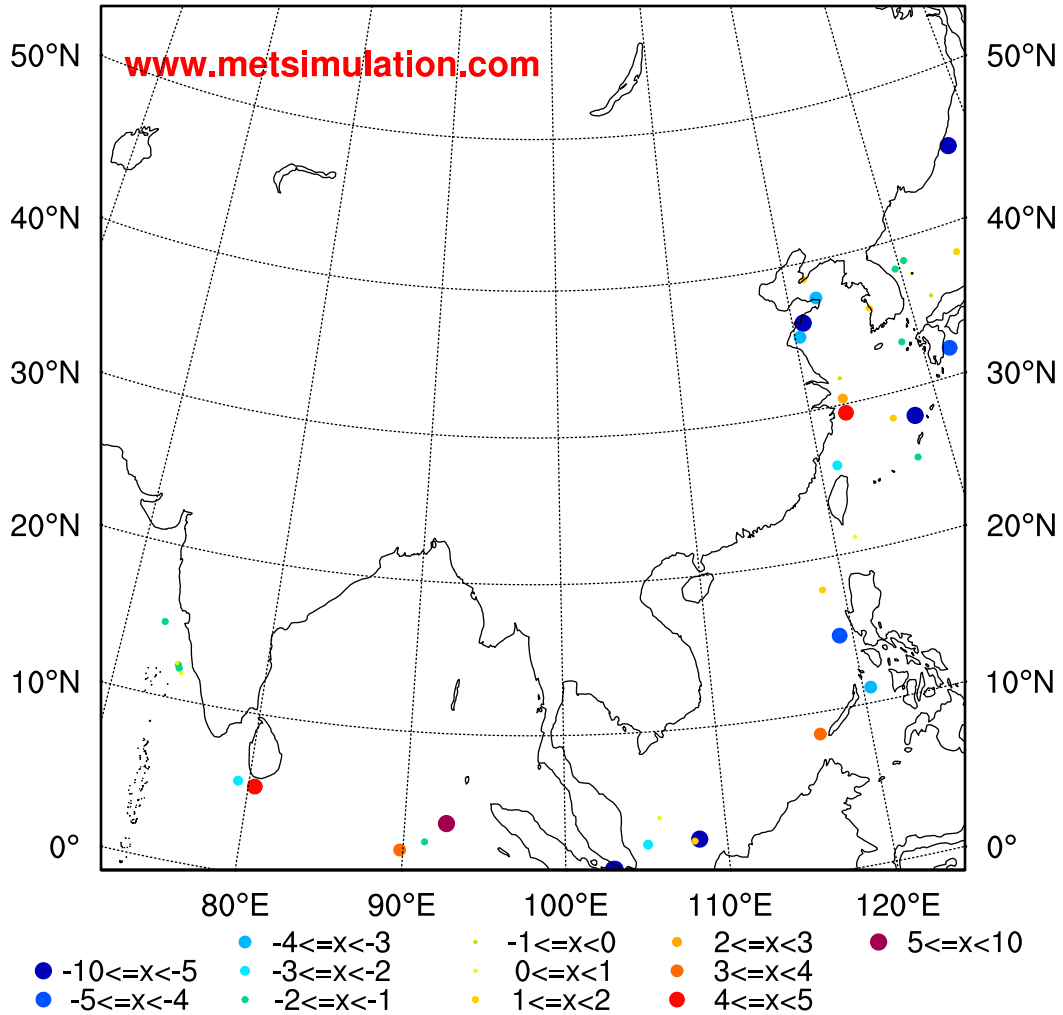 www.metsimulation.com
50°N 50°N
40°N 40°N
30°N 30°N
20°N 20°N
10°N 10°N
0° 0°
80°E 90°E 100°E 110°E 120°E
-4<=x<-3 -1<=x<0 2<=x<3 5<=x<10
-10<=x<-5 -3<=x<-2 0<=x<1 3<=x<4
-5<=x<-4 -2<=x<-1 1<=x<2 4<=x<5